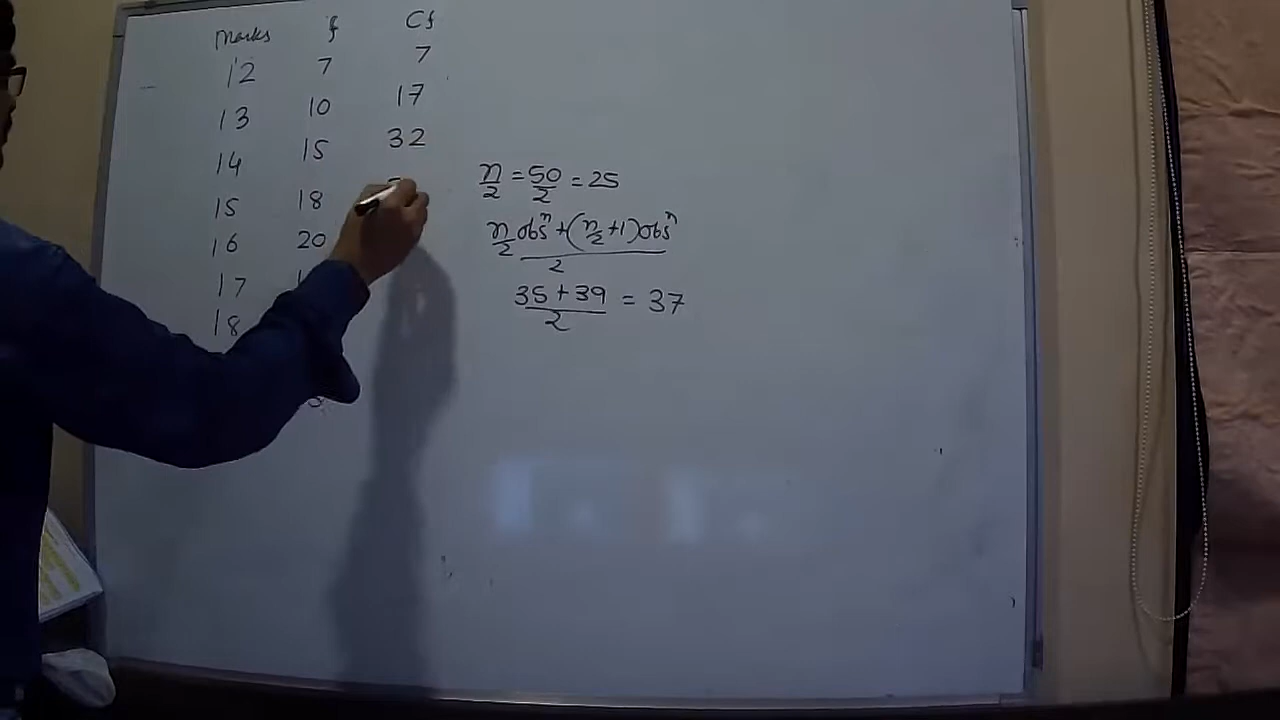 Marks f Cf
12 7 7
13 10 17
14 15 32
15 18
16 20
17
18
n/2 = 50/2 = 25
n/2 obsⁿ + (n/2 + 1) obsⁿ
2
35 + 39 / 2 = 37